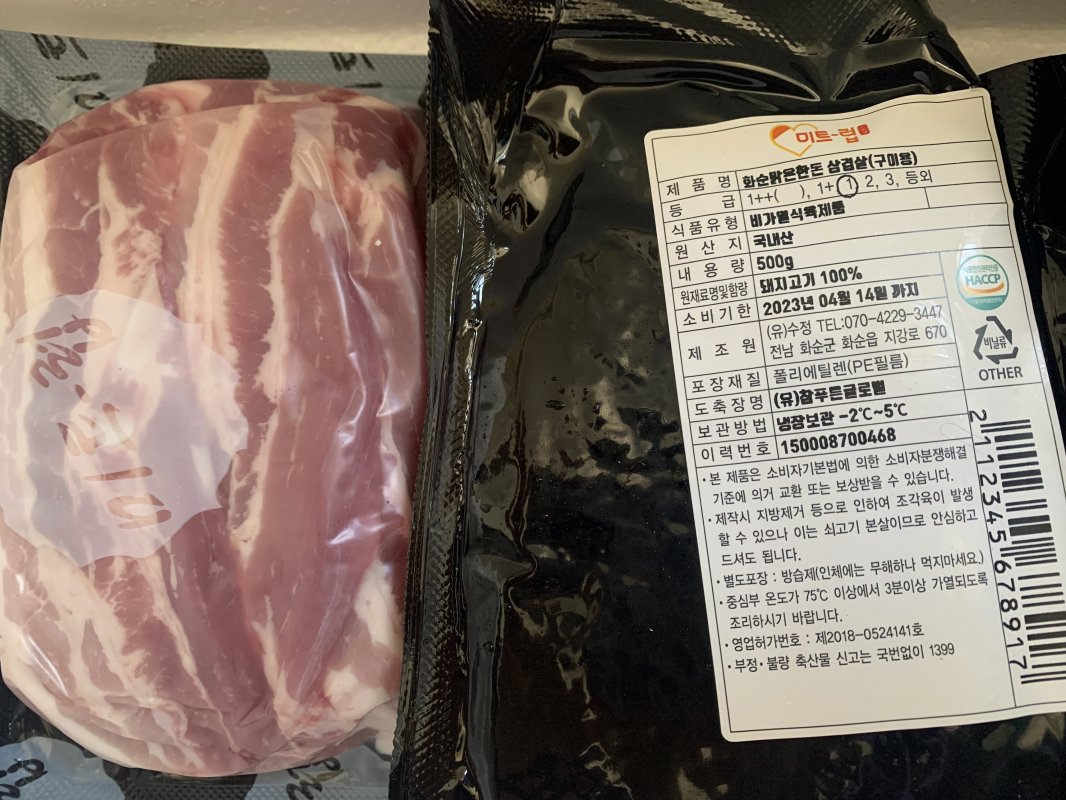 미트-럽
제 품 명 화순맑은한돈 삼겹살(구이용)
등 급 1++( ), 1+, 1, 2, 3, 등외
식품유형 비가열식육제품
원 산 지 국내산
내 용 량 500g
원재료명및함량 돼지고기 100%
소비기한 2023년 04월 14일 까지
제 조 원 (유)수정 TEL:070-4229-3447
전남 화순군 화순읍 지강로 670
포장재질 폴리에틸렌(PE필름)
도축장명 (유)참푸른글로벌
보관방법 냉장보관 -2℃~5℃
이력번호 150008700468
HACCP
비닐류
OTHER
·본 제품은 소비자기본법에 의한 소비자분쟁해결
기준에 의거 교환 또는 보상받을 수 있습니다.
·제작시 지방제거 등으로 인하여 조각육이 발생
할 수 있으나 이는 쇠고기 본살이므로 안심하고
드셔도 됩니다.
·별도포장 : 방습제(인체에는 무해하나 먹지마세요.)
·중심부 온도가 75℃ 이상에서 3분이상 가열되도록
조리하시기 바랍니다.
·영업허가번호 : 제2018-0524141호
·부정·불량 축산물 신고는 국번없이 1399
2112345678917